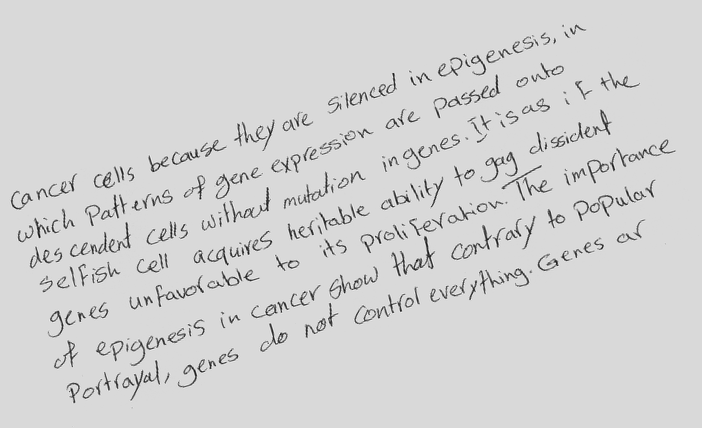 cancer cells because they are silenced in epigenesis, in
which Patterns of gene expression are passed onto
descendent cells without mutation in genes. It is as if the
selfish cell acquires heritable ability to gag dissident
genes unfavorable to its proliferation. The importance
of epigenesis in cancer show that contrary to Popular
Portrayal, genes do not control everything. Genes ar